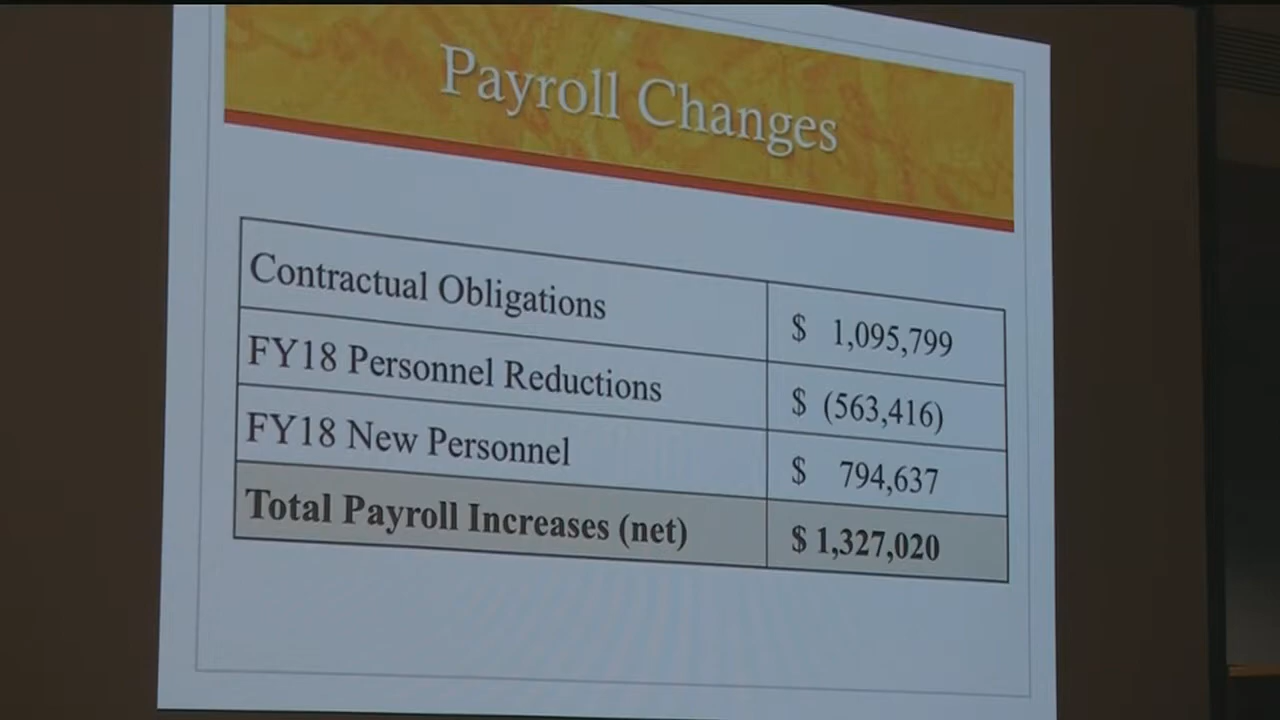 Payroll Changes
Contractual Obligations $ 1,095,799
FY18 Personnel Reductions $ (563,416)
FY18 New Personnel $ 794,637
Total Payroll Increases (net) $ 1,327,020